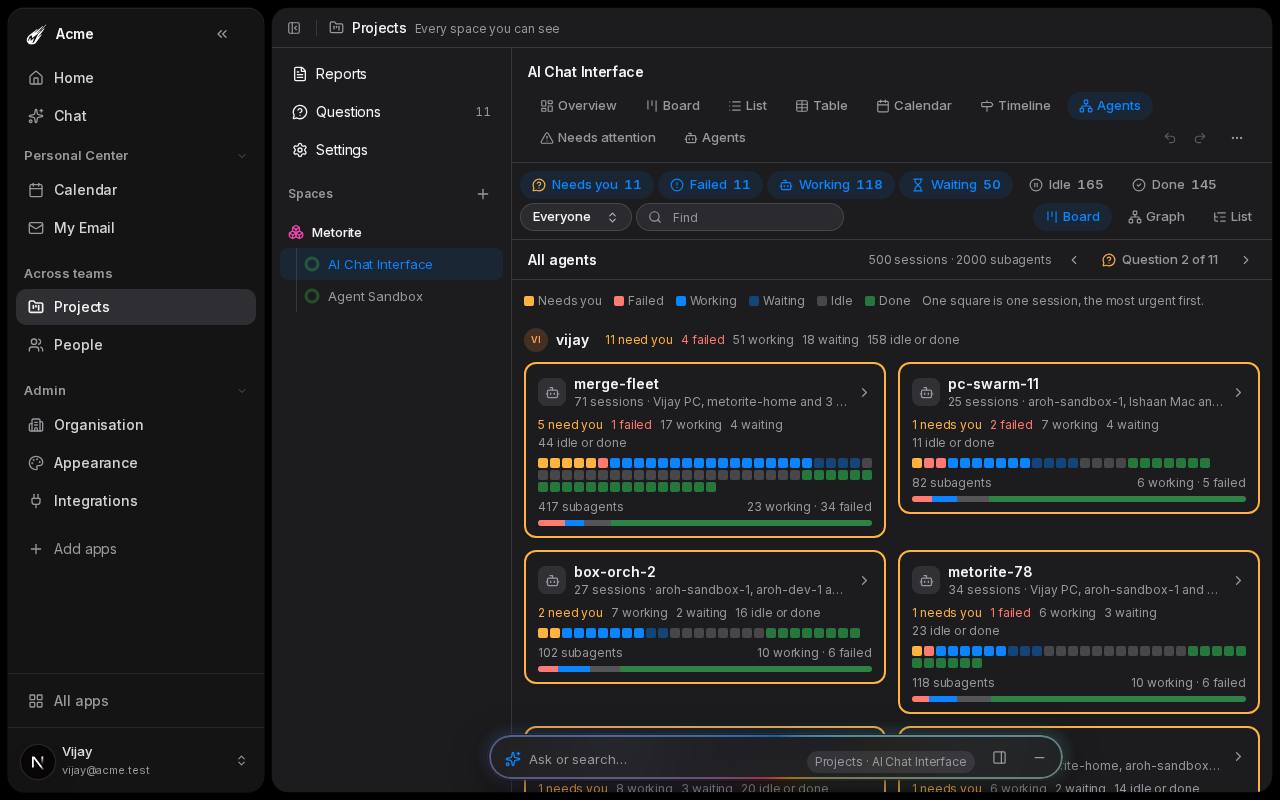 Acme
Home
Chat
Personal Center
Calendar
My Email
Across teams
Projects
People
Admin
Organisation
Appearance
Integrations
Add apps
All apps
N
Vijay
vijay@acme.test
Projects Every space you can see
Reports
Questions 11
Settings
Spaces
Metorite
AI Chat Interface
Agent Sandbox
AI Chat Interface
Overview Board List Table Calendar Timeline Agents
Needs attention Agents
Needs you 11 Failed 11 Working 118 Waiting 50 Idle 165 Done 145
Everyone Find Board Graph List
All agents 500 sessions · 2000 subagents Question 2 of 11
Needs you Failed Working Waiting Idle Done One square is one session, the most urgent first.
VI vijay 11 need you 4 failed 51 working 18 waiting 158 idle or done
merge-fleet
71 sessions · Vijay PC, metorite-home and 3 …
5 need you 1 failed 17 working 4 waiting
44 idle or done
417 subagents 23 working · 34 failed
pc-swarm-11
25 sessions · aroh-sandbox-1, Ishaan Mac an…
1 needs you 2 failed 7 working 4 waiting
11 idle or done
82 subagents 6 working · 5 failed
box-orch-2
27 sessions · aroh-sandbox-1, aroh-dev-1 a…
2 need you 7 working 2 waiting 16 idle or done
102 subagents 10 working · 6 failed
metorite-78
34 sessions · Vijay PC, aroh-sandbox-1 and …
1 needs you 1 failed 6 working 3 waiting
23 idle or done
118 subagents 10 working · 6 failed
Ask or search… Projects · AI Chat Interface
rite-home, aroh-sandbox…
1 needs you 8 working 3 waiting 20 idle or done
1 needs you 6 working 2 waiting 14 idle or done